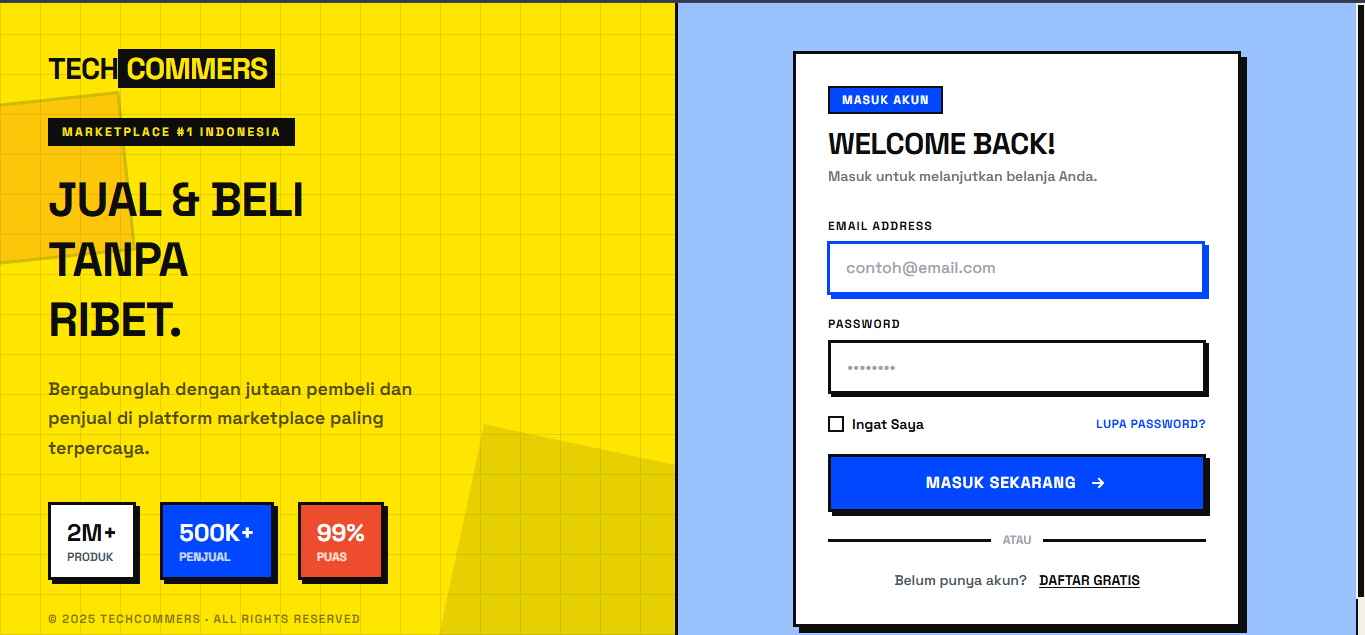 TECH COMMERS
MARKETPLACE #1 INDONESIA
JUAL & BELI
TANPA
RIBET.
Bergabunglah dengan jutaan pembeli dan
penjual di platform marketplace paling
terpercaya.
2M+
PRODUK
500K+
PENJUAL
99%
PUAS
© 2025 TECHCOMMERS · ALL RIGHTS RESERVED
MASUK AKUN
WELCOME BACK!
Masuk untuk melanjutkan belanja Anda.
EMAIL ADDRESS
contoh@email.com
PASSWORD
••••••••
Ingat Saya
LUPA PASSWORD?
MASUK SEKARANG →
ATAU
Belum punya akun? DAFTAR GRATIS